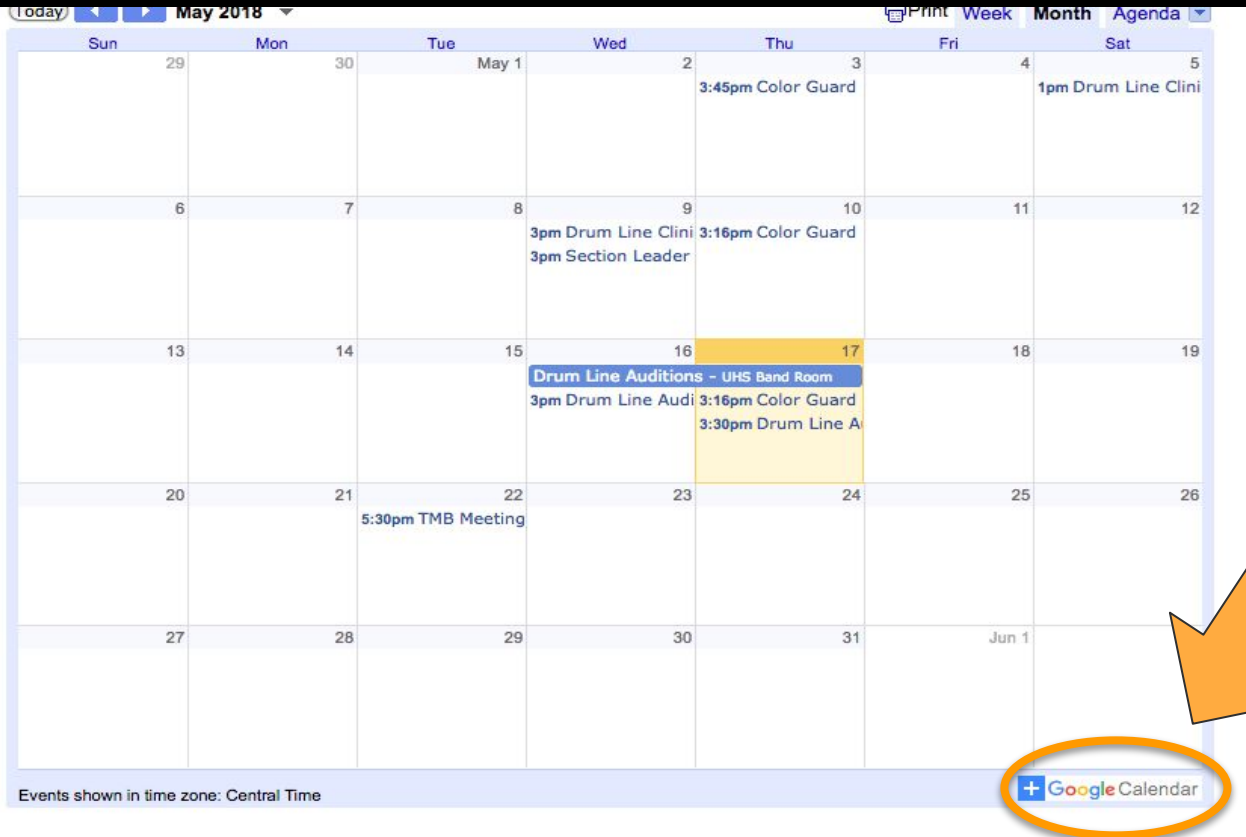 Today May 2018 Print Week Month Agenda
Sun Mon Tue Wed Thu Fri Sat
29 30 May 1 2 3 4 5
3:45pm Color Guard 1pm Drum Line Clini
6 7 8 9 10 11 12
3pm Drum Line Clini 3:16pm Color Guard
3pm Section Leader
13 14 15 16 17 18 19
Drum Line Auditions - UHS Band Room
3pm Drum Line Audi 3:16pm Color Guard
3:30pm Drum Line A
20 21 22 23 24 25 26
5:30pm TMB Meeting
27 28 29 30 31 Jun 1
Events shown in time zone: Central Time
+ Google Calendar